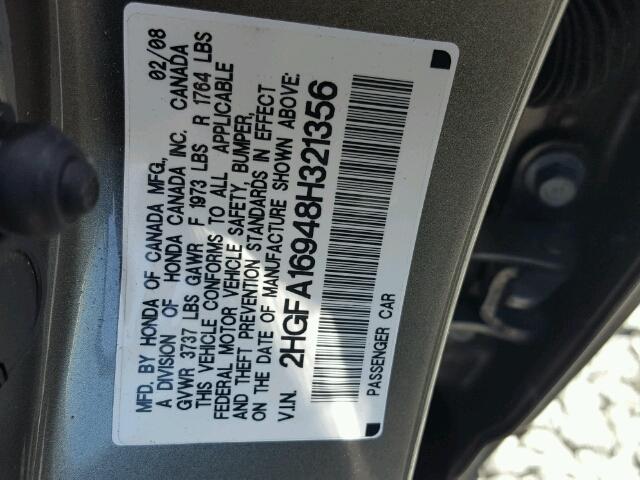 MFD. BY HONDA OF CANADA MFG., 02/08
A DIVISION OF HONDA CANADA INC. CANADA
GVWR 3737 LBS GAWR F 1973 LBS R 1764 LBS
THIS VEHICLE CONFORMS TO ALL APPLICABLE
FEDERAL MOTOR VEHICLE SAFETY, BUMPER,
AND THEFT PREVENTION STANDARDS IN EFFECT
ON THE DATE OF MANUFACTURE SHOWN ABOVE:
V.I.N. 2HGFA16948H321356
PASSENGER CAR